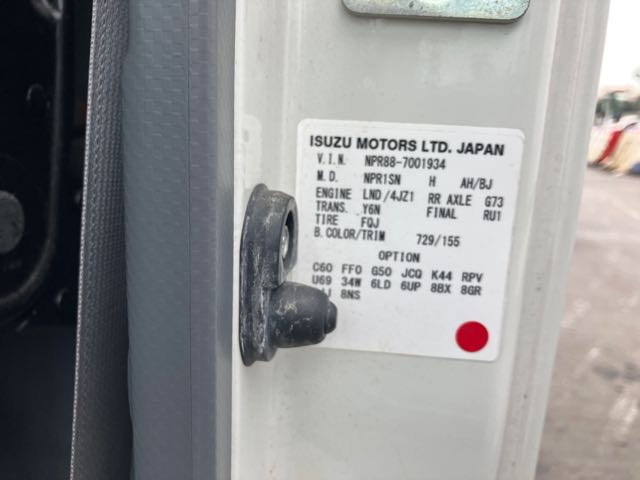 ISUZU MOTORS LTD. JAPAN
V.I.N. NPR88-7001934
M.D. NPR1SN H AH/BJ
ENGINE LND/4JZ1 RR AXLE G73
TRANS. Y6N FINAL RU1
TIRE FQJ
B.COLOR/TRIM 729/155
OPTION
C60 FF0 G50 JCQ K44 RPV
U69 34W 6LD 6UP 8BX 8GR
8NS